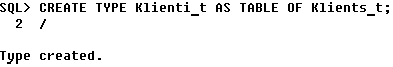 SQL> CREATE TYPE Klienti_t AS TABLE OF Klients_t;
  2  /
Type created.